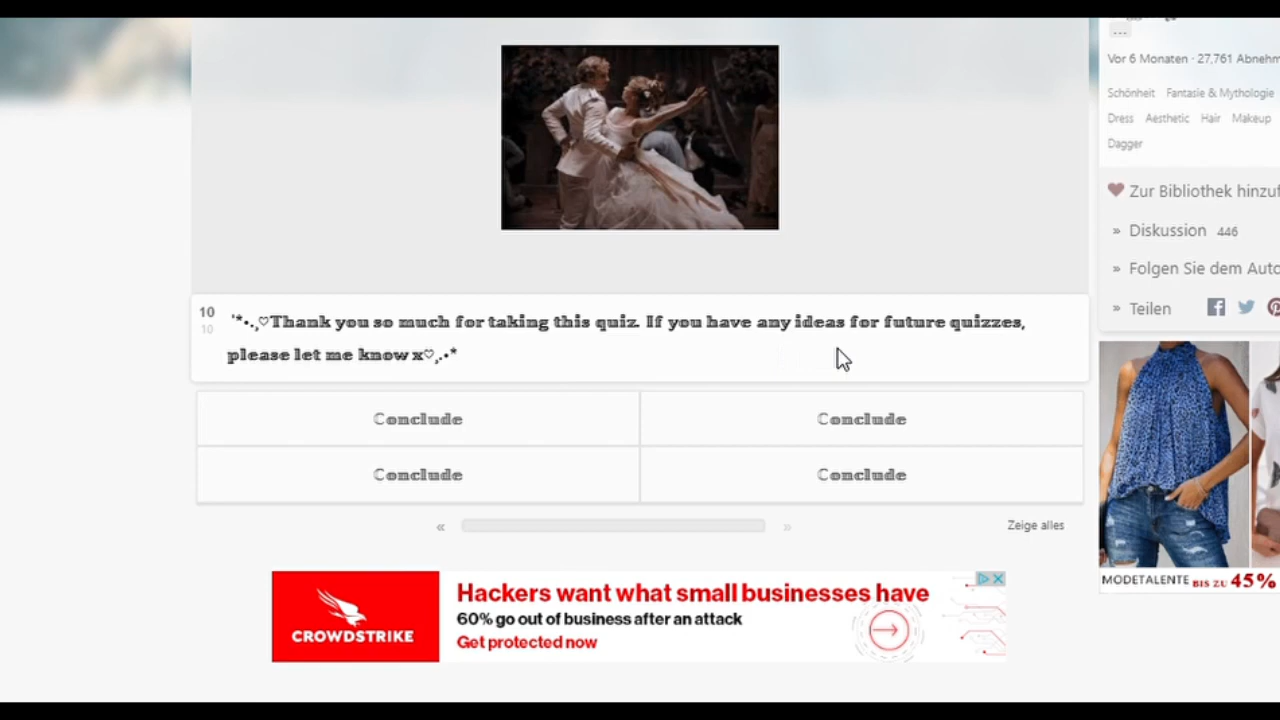 ...
Vor 6 Monaten · 27,761
Schönheit Fantasie & Mythologie
Dress Aesthetic Hair Makeup
Dagger
Zur Bibliothek
» Diskussion 446
» Folgen Sie dem
» Teilen
10
10
'*•.¸♡Thank you so much for taking this quiz. If you have any ideas for future quizzes,
please let me know x♡,.•*
Conclude Conclude
Conclude Conclude
« »
Zeige alles
MODETALENTE BIS ZU 45%
CROWDSTRIKE
Hackers want what small businesses have
60% go out of business after an attack
Get protected now